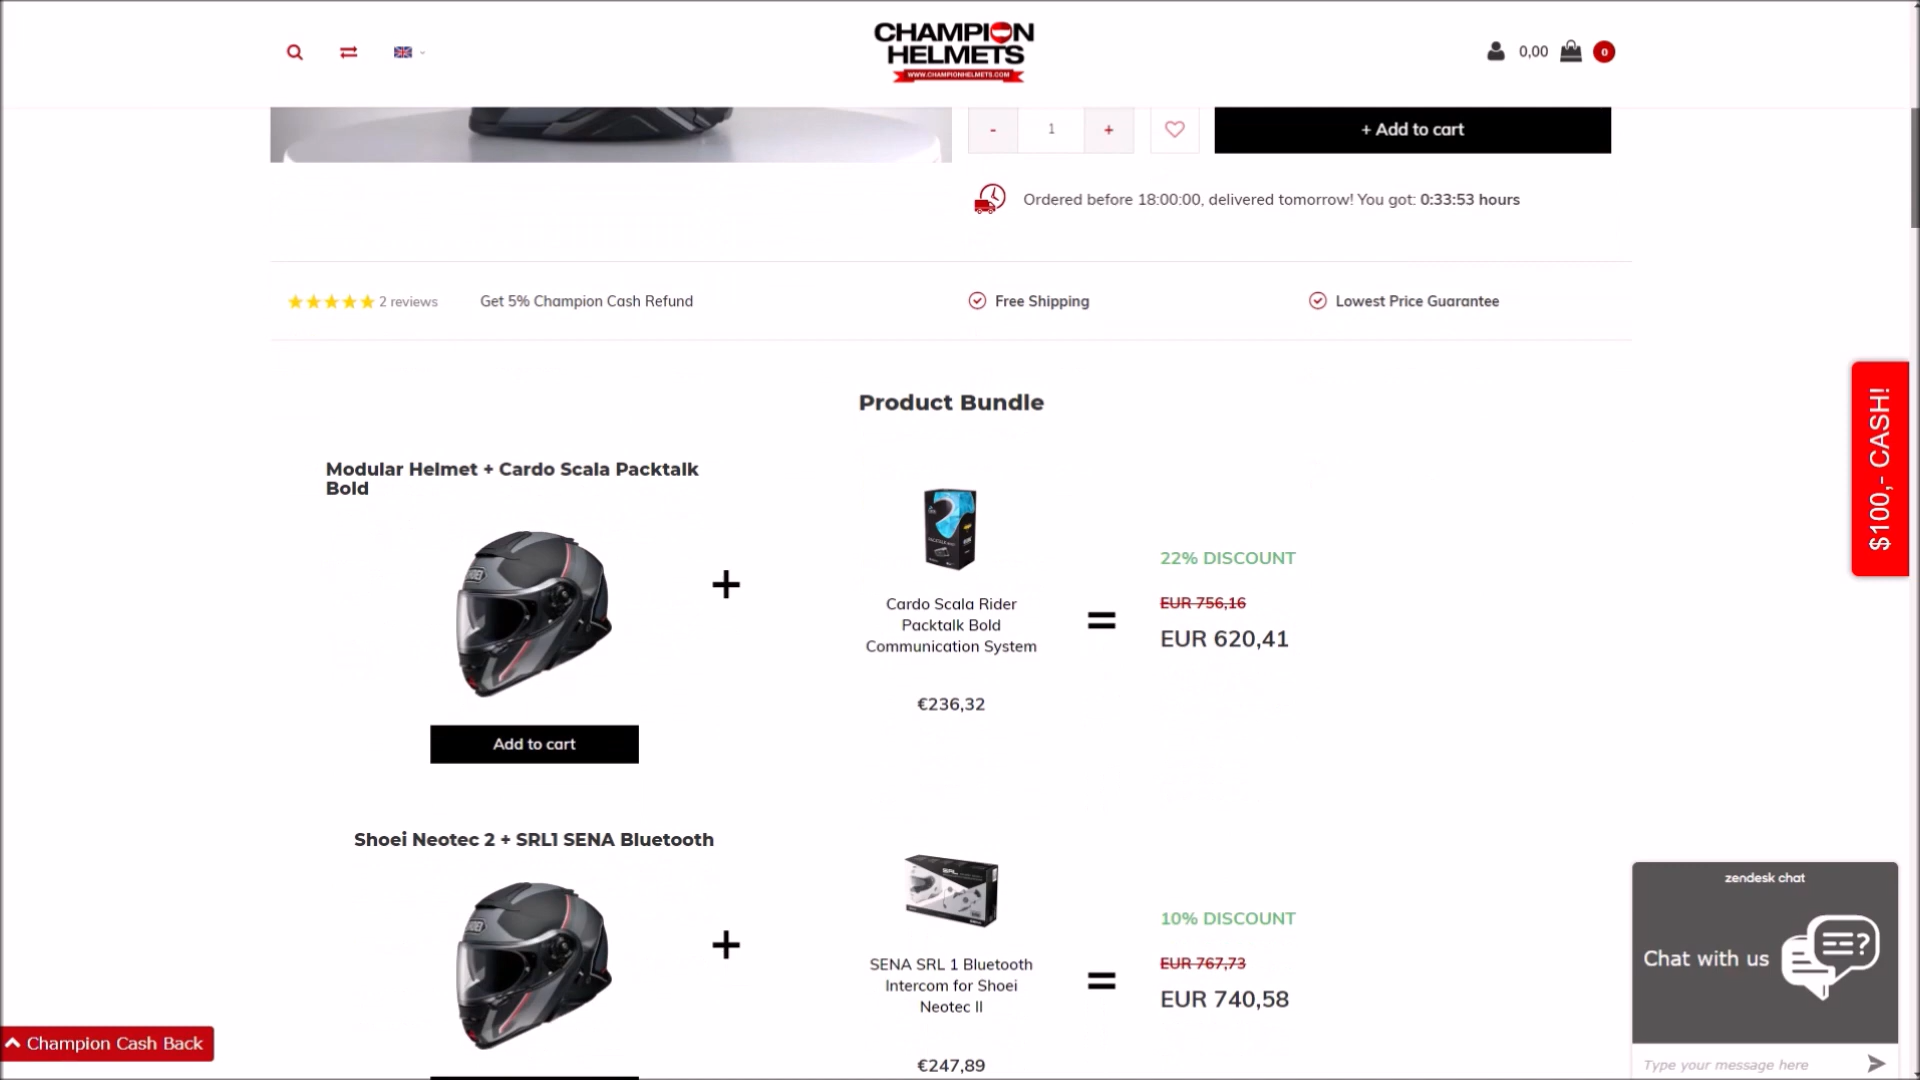 CHAMPION
HELMETS
WWW.CHAMPIONHELMETS.COM
0,00
0
-
1
+
+ Add to cart
Ordered before 18:00:00, delivered tomorrow! You got: 0:33:53 hours
2 reviews
Get 5% Champion Cash Refund
Free Shipping
Lowest Price Guarantee
$100,- CASH!
Product Bundle
Modular Helmet + Cardo Scala Packtalk
Bold
+
Cardo Scala Rider
Packtalk Bold
Communication System
€236,32
=
22% DISCOUNT
EUR 756,16
EUR 620,41
Add to cart
Shoei Neotec 2 + SRL1 SENA Bluetooth
+
SENA SRL 1 Bluetooth
Intercom for Shoei
Neotec II
€247,89
=
10% DISCOUNT
EUR 767,73
EUR 740,58
zendesk chat
Chat with us
Type your message here
Champion Cash Back